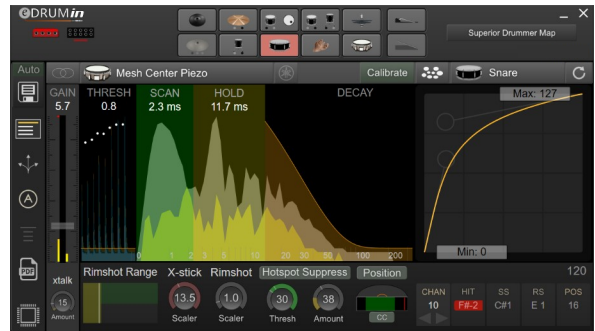 eDRUMin
Superior Drummer Map
Auto
Mesh Center Piezo
Calibrate
Snare
GAIN
5.7
THRESH
0.8
SCAN
2.3 ms
HOLD
11.7 ms
DECAY
Max: 127
Min: 0
0 1 2 3 5 10 20 30 50 100 200
A
PDF
xtalk
15
Amount
Rimshot Range
X-stick
13.5
Scaler
Rimshot
1.0
Scaler
Hotspot Suppress
30
Thresh
38
Amount
Position
CC
120
CHAN HIT SS RS POS
10 F#-2 C#1 E 1 16